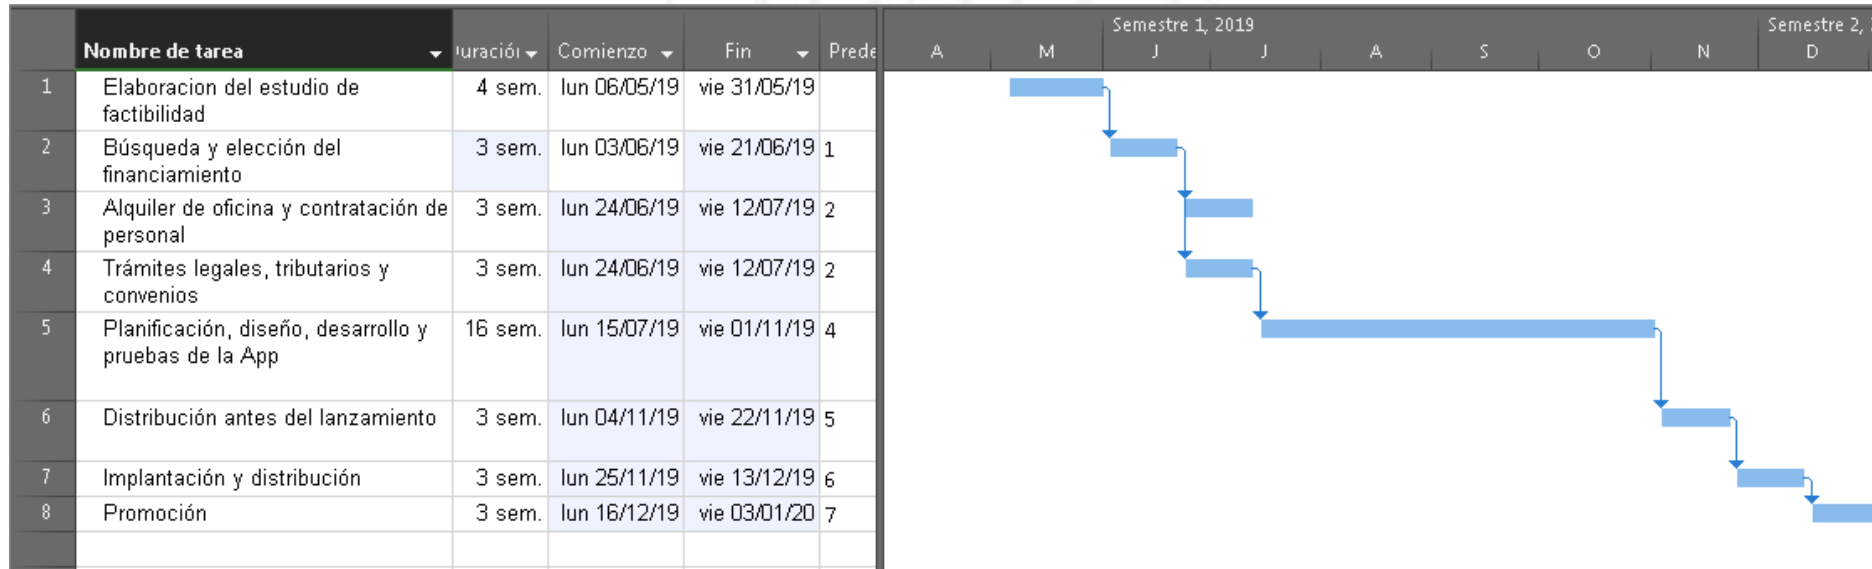 Semestre 1, 2019 Semestre 2,
Nombre de tarea uración Comienzo Fin Prede A M J J A S O N D
1 Elaboracion del estudio de 4 sem. lun 06/05/19 vie 31/05/19
factibilidad
2 Búsqueda y elección del 3 sem. lun 03/06/19 vie 21/06/19 1
financiamiento
3 Alquiler de oficina y contratación de 3 sem. lun 24/06/19 vie 12/07/19 2
personal
4 Trámites legales, tributarios y 3 sem. lun 24/06/19 vie 12/07/19 2
convenios
5 Planificación, diseño, desarrollo y 16 sem. lun 15/07/19 vie 01/11/19 4
pruebas de la App
6 Distribución antes del lanzamiento 3 sem. lun 04/11/19 vie 22/11/19 5
7 Implantación y distribución 3 sem. lun 25/11/19 vie 13/12/19 6
8 Promoción 3 sem. lun 16/12/19 vie 03/01/20 7